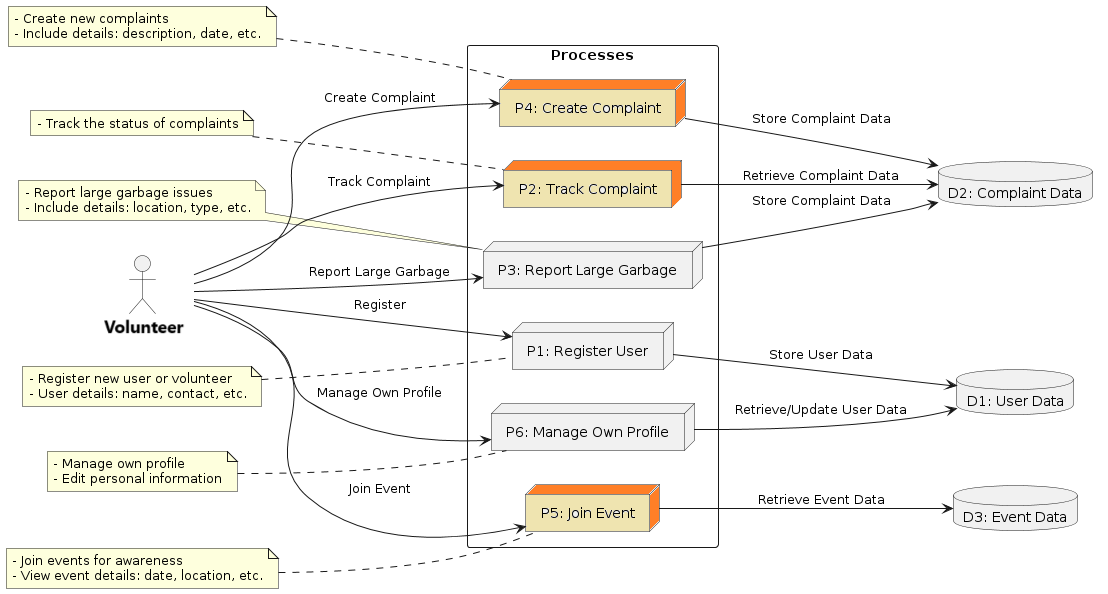 - Create new complaints
- Include details: description, date, etc.
Processes
Create Complaint
P4: Create Complaint
Store Complaint Data
- Track the status of complaints
Track Complaint
P2: Track Complaint
Retrieve Complaint Data
D2: Complaint Data
- Report large garbage issues
- Include details: location, type, etc.
Store Complaint Data
Volunteer
Report Large Garbage
P3: Report Large Garbage
Register
P1: Register User
Store User Data
- Register new user or volunteer
- User details: name, contact, etc.
Manage Own Profile
P6: Manage Own Profile
Retrieve/Update User Data
D1: User Data
- Manage own profile
- Edit personal information
Join Event
P5: Join Event
Retrieve Event Data
D3: Event Data
- Join events for awareness
- View event details: date, location, etc.